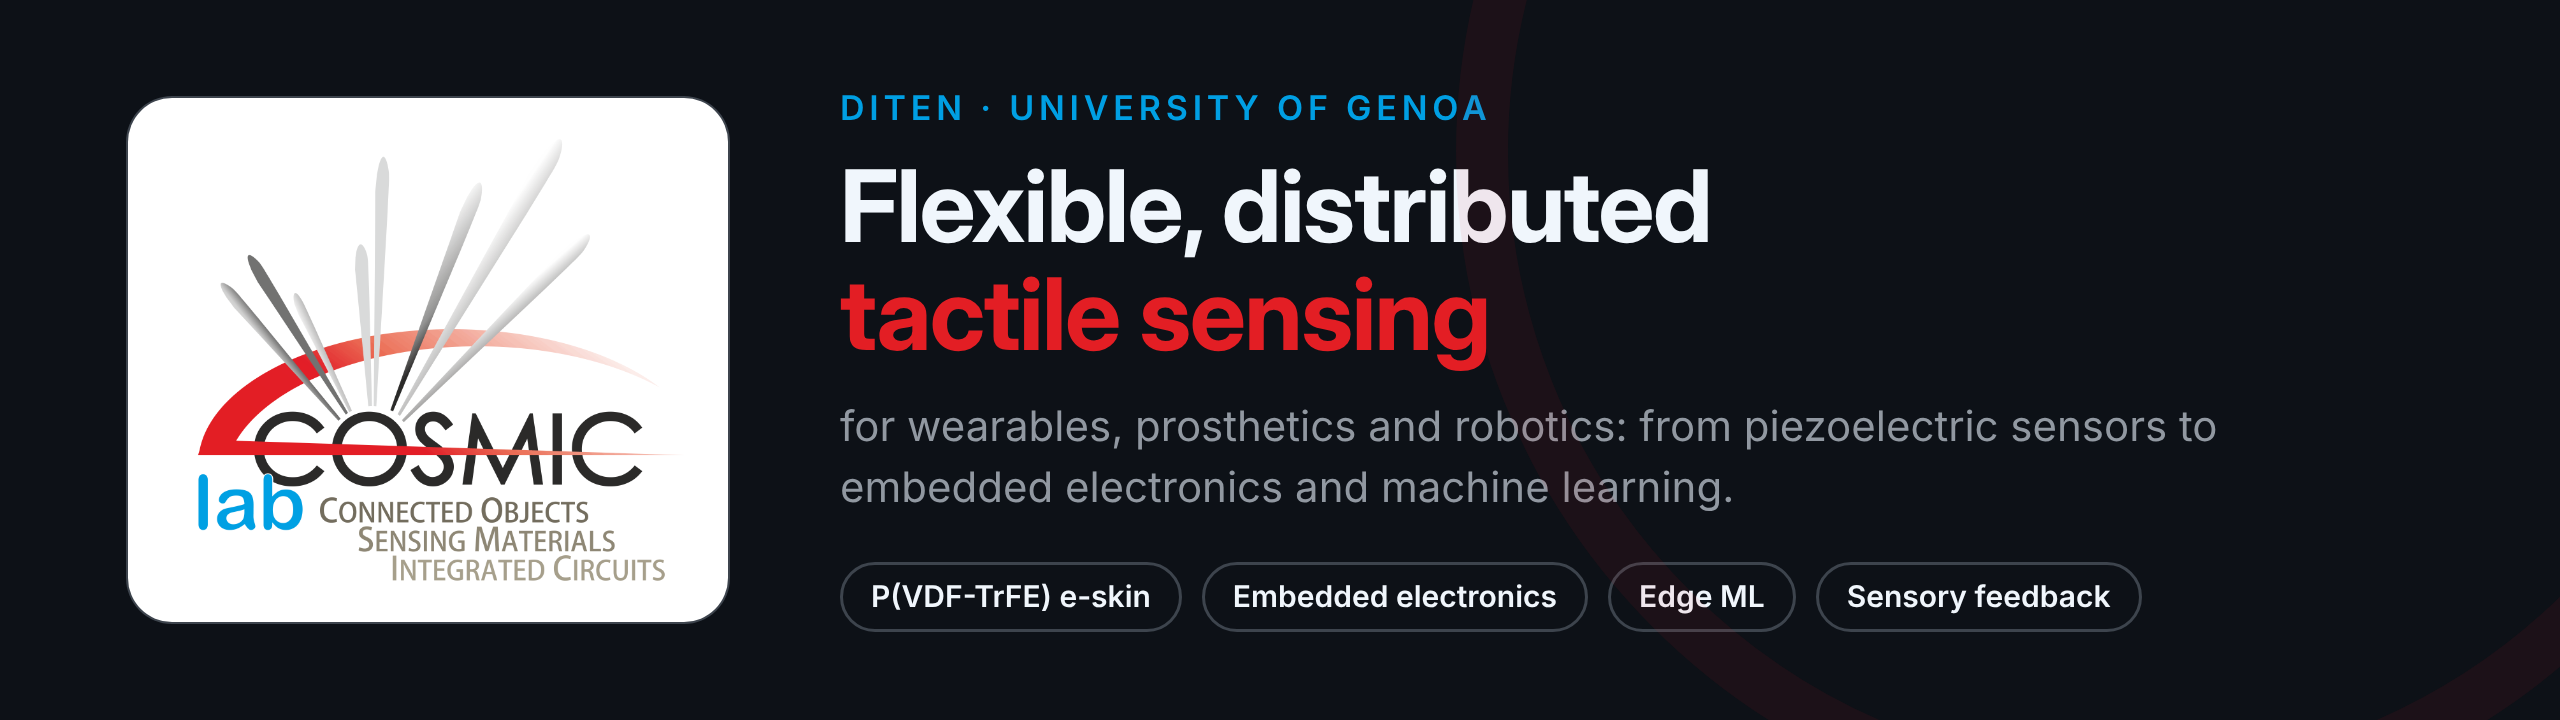 COSMIC
lab
CONNECTED OBJECTS
SENSING MATERIALS
INTEGRATED CIRCUITS
DITEN · UNIVERSITY OF GENOA
Flexible, distributed
tactile sensing
for wearables, prosthetics and robotics: from piezoelectric sensors to
embedded electronics and machine learning.
P(VDF-TrFE) e-skin
Embedded electronics
Edge ML
Sensory feedback